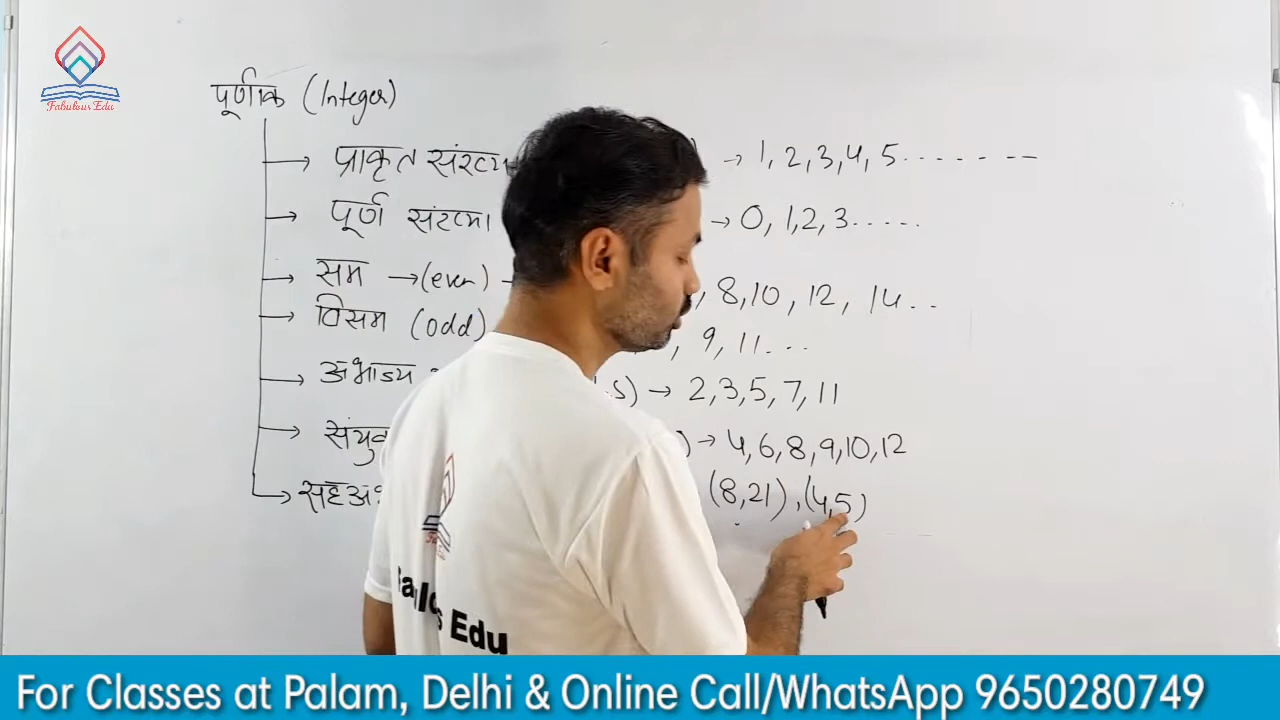 Fabulous Edu
पूर्णांक (Integer)
→ प्राकृत संख्या → 1, 2, 3, 4, 5.......
→ पूर्ण संख्या → 0, 1, 2, 3.....
→ सम → (even) → , 8, 10, 12, 14...
→ विसम (odd) , 9, 11...
→ अभाज्य → 2, 3, 5, 7, 11
→ → 4, 6, 8, 9, 10, 12
→ (8, 21), (4, 5)
Edu
For Classes at Palam, Delhi & Online Call/WhatsApp 9650280749